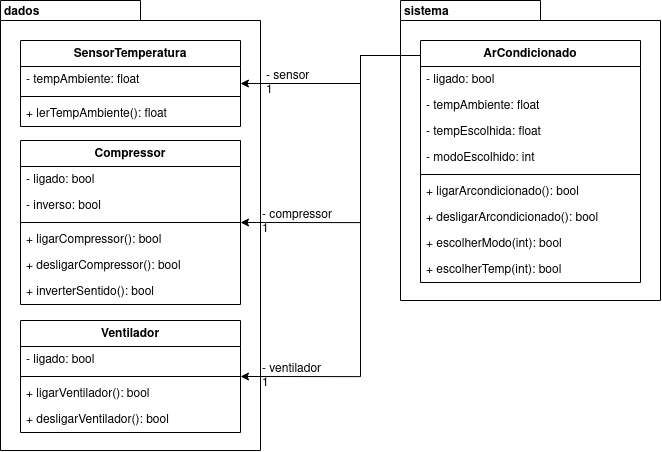 dados
SensorTemperatura
- tempAmbiente: float
+ lerTempAmbiente(): float
Compressor
- ligado: bool
- inverso: bool
+ ligarCompressor(): bool
+ desligarCompressor(): bool
+ inverterSentido(): bool
Ventilador
- ligado: bool
+ ligarVentilador(): bool
+ desligarVentilador(): bool
- sensor
1
- compressor
1
- ventilador
1
sistema
ArCondicionado
- ligado: bool
- tempAmbiente: float
- tempEscolhida: float
- modoEscolhido: int
+ ligarArcondicionado(): bool
+ desligarArcondicionado(): bool
+ escolherModo(int): bool
+ escolherTemp(int): bool